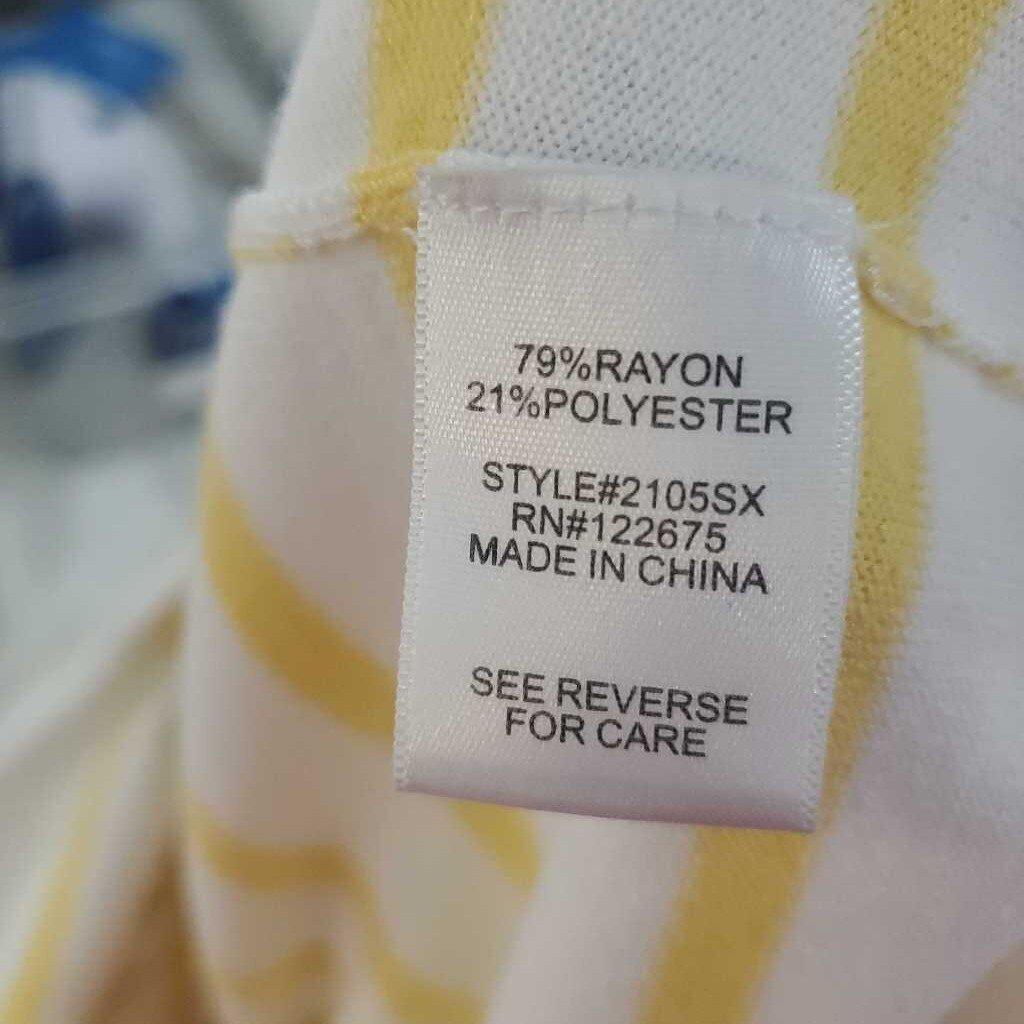 79%RAYON
21%POLYESTER
STYLE#2105SX
RN#122675
MADE IN CHINA
SEE REVERSE
FOR CARE